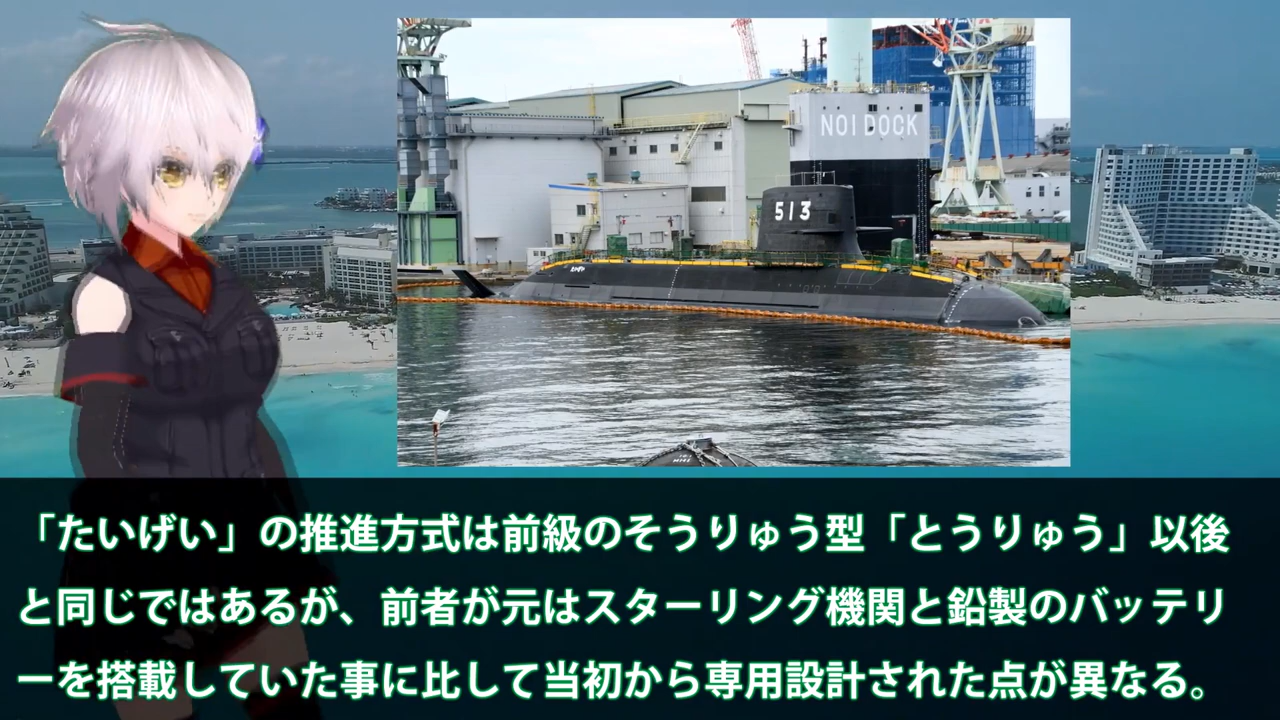 NO1 DOCK
513
「たいげい」の推進方式は前級のそうりゅう型「とうりゅう」以後
と同じではあるが、前者が元はスターリング機関と鉛製のバッテリ
ーを搭載していた事に比して当初から専用設計された点が異なる。